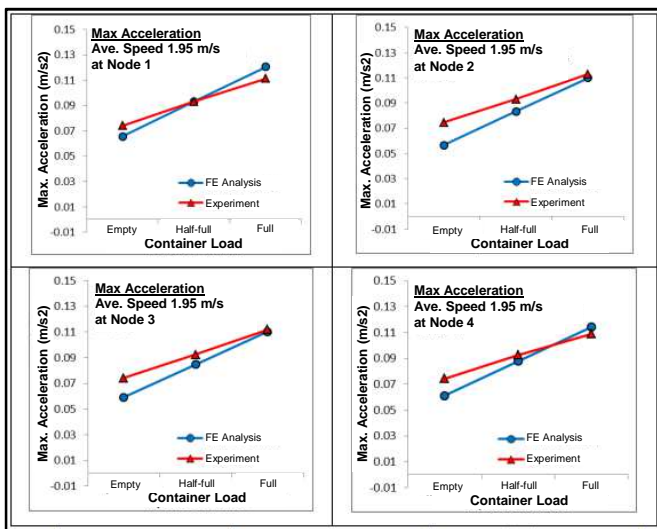 Max Acceleration
Ave. Speed 1.95 m/s
at Node 1
Max. Acceleration (m/s2)
0.15
0.13
0.11
0.09
0.07
0.05
0.03
0.01
-0.01
FE Analysis
Experiment
Empty Half-full Full
Container Load
Max Acceleration
Ave. Speed 1.95 m/s
at Node 2
Max. Acceleration (m/s2)
0.15
0.13
0.11
0.09
0.07
0.05
0.03
0.01
-0.01
FE Analysis
Experiment
Empty Half-full Full
Container Load
Max Acceleration
Ave. Speed 1.95 m/s
at Node 3
Max. Acceleration (m/s2)
0.15
0.13
0.11
0.09
0.07
0.05
0.03
0.01
-0.01
FE Analysis
Experiment
Empty Half-full Full
Container Load
Max Acceleration
Ave. Speed 1.95 m/s
at Node 4
Max. Acceleration (m/s2)
0.15
0.13
0.11
0.09
0.07
0.05
0.03
0.01
-0.01
FE Analysis
Experiment
Empty Half-full Full
Container Load